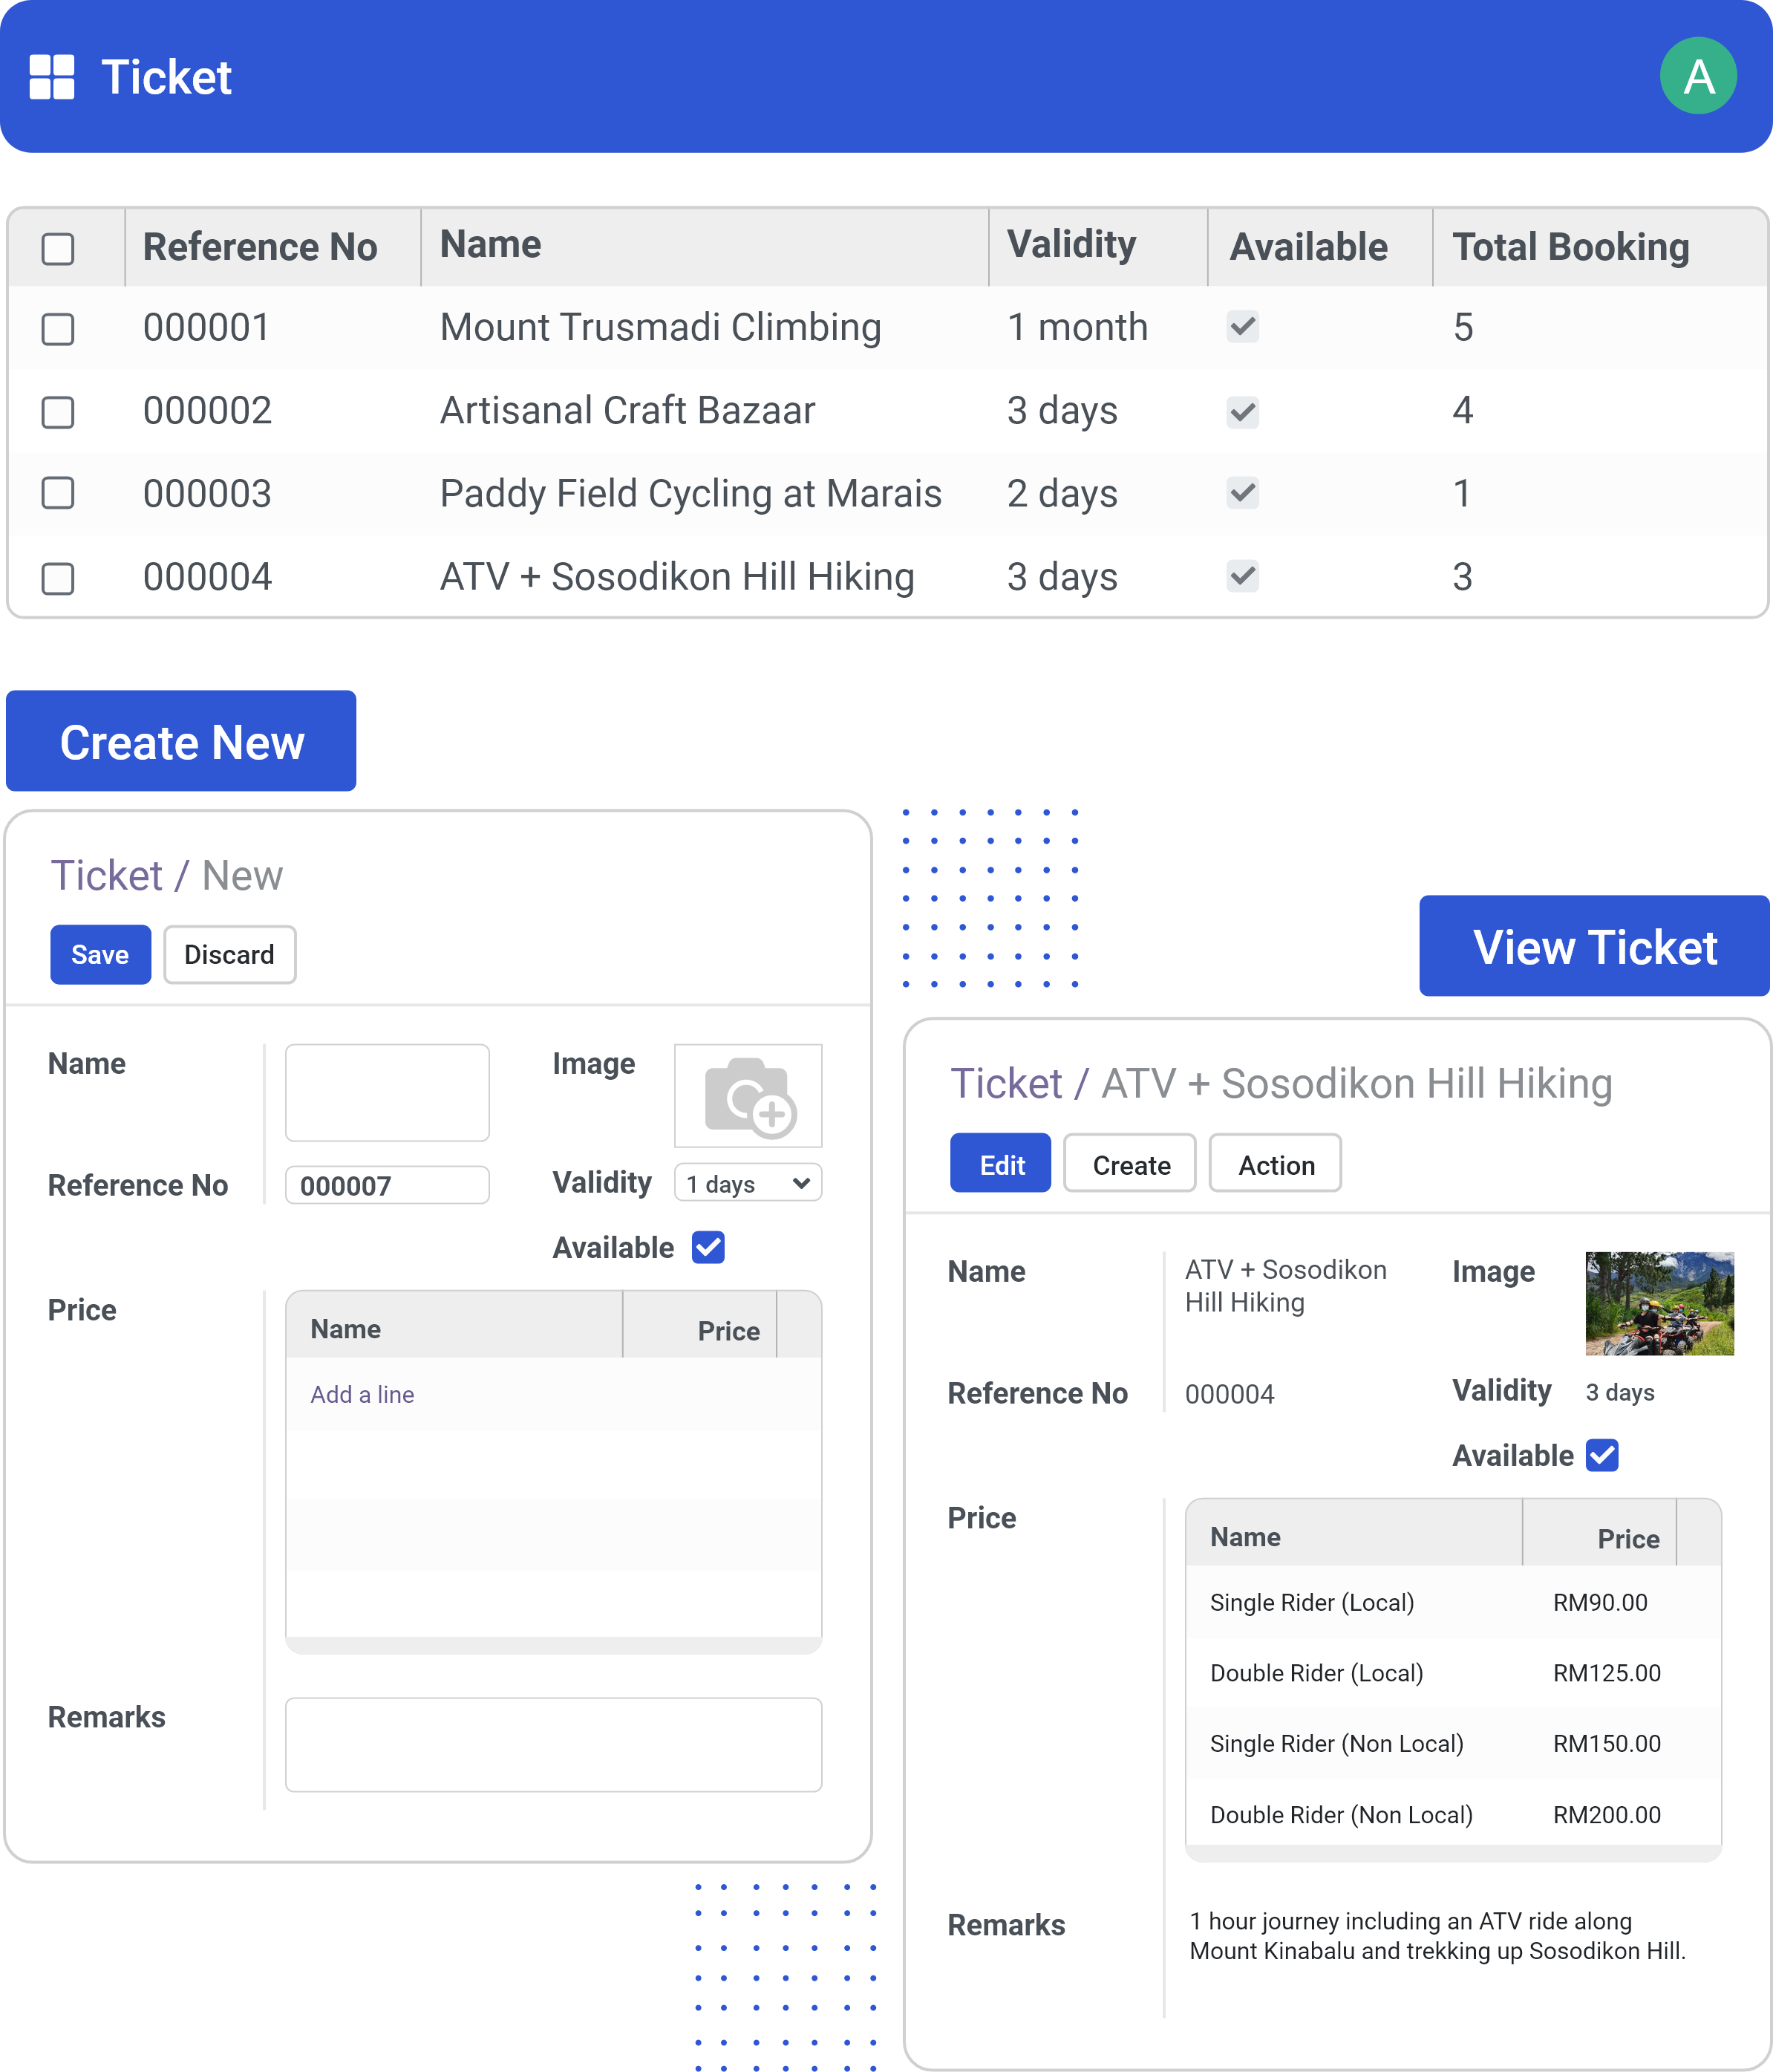 Ticket
A
Reference No Name Validity Available Total Booking
000001 Mount Trusmadi Climbing 1 month 5
000002 Artisanal Craft Bazaar 3 days 4
000003 Paddy Field Cycling at Marais 2 days 1
000004 ATV + Sosodikon Hill Hiking 3 days 3
Create New
Ticket / New
Save Discard
Name Image
Reference No 000007 Validity 1 days
Available
Price
Name Price
Add a line
Remarks
View Ticket
Ticket / ATV + Sosodikon Hill Hiking
Edit Create Action
Name ATV + Sosodikon Image
Hill Hiking
Reference No 000004 Validity 3 days
Available
Price
Name Price
Single Rider (Local) RM90.00
Double Rider (Local) RM125.00
Single Rider (Non Local) RM150.00
Double Rider (Non Local) RM200.00
Remarks 1 hour journey including an ATV ride along
Mount Kinabalu and trekking up Sosodikon Hill.